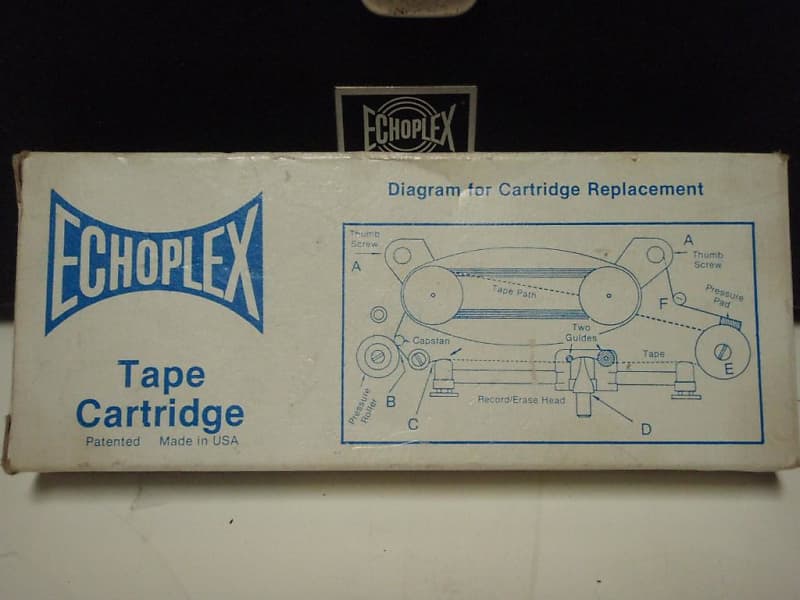 ECHOPLEX
ECHOPLEX
Tape
Cartridge
Patented Made in USA
Diagram for Cartridge Replacement
Thumb
Screw
A
A
Thumb
Screw
Tape Path
F
Pressure
Pad
Two
Guides
Capstan
Tape
E
Pressure
Roller
B
Record/Erase Head
C
D